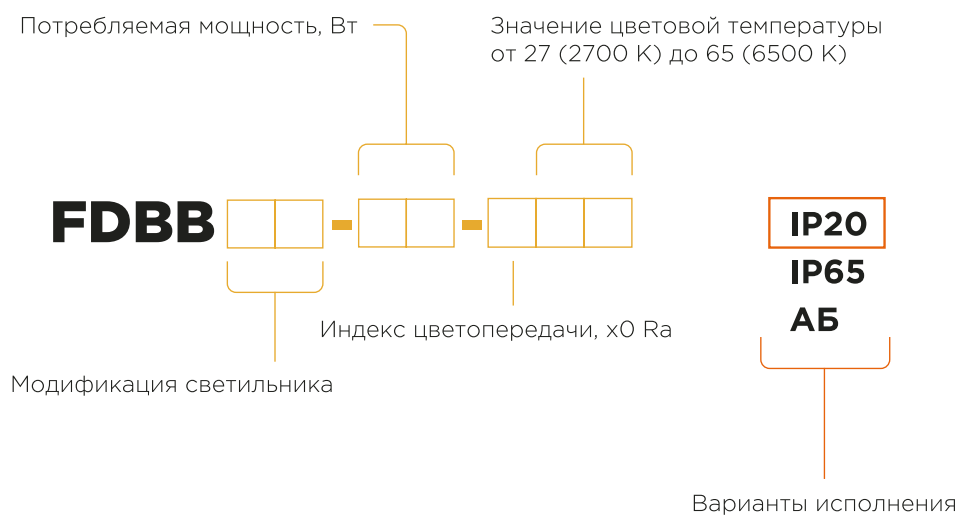 Потребляемая мощность, Вт
Значение цветовой температуры
от 27 (2700 К) до 65 (6500 К)
FDBB - -
IP20
IP65
АБ
Индекс цветопередачи, x0 Ra
Модификация светильника
Варианты исполнения